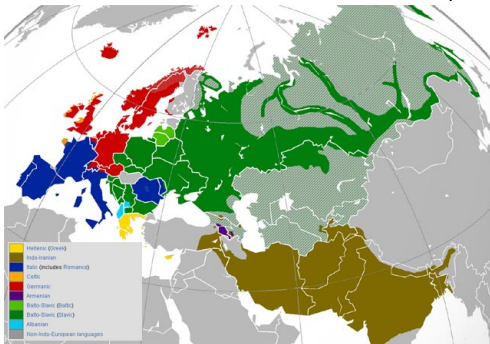 Hellenic (Greek)
Indo-Iranian
Italic (includes Romance)
Celtic
Germanic
Armenian
Balto-Slavic (Baltic)
Balto-Slavic (Slavic)
Albanian
Non-Indo-European languages